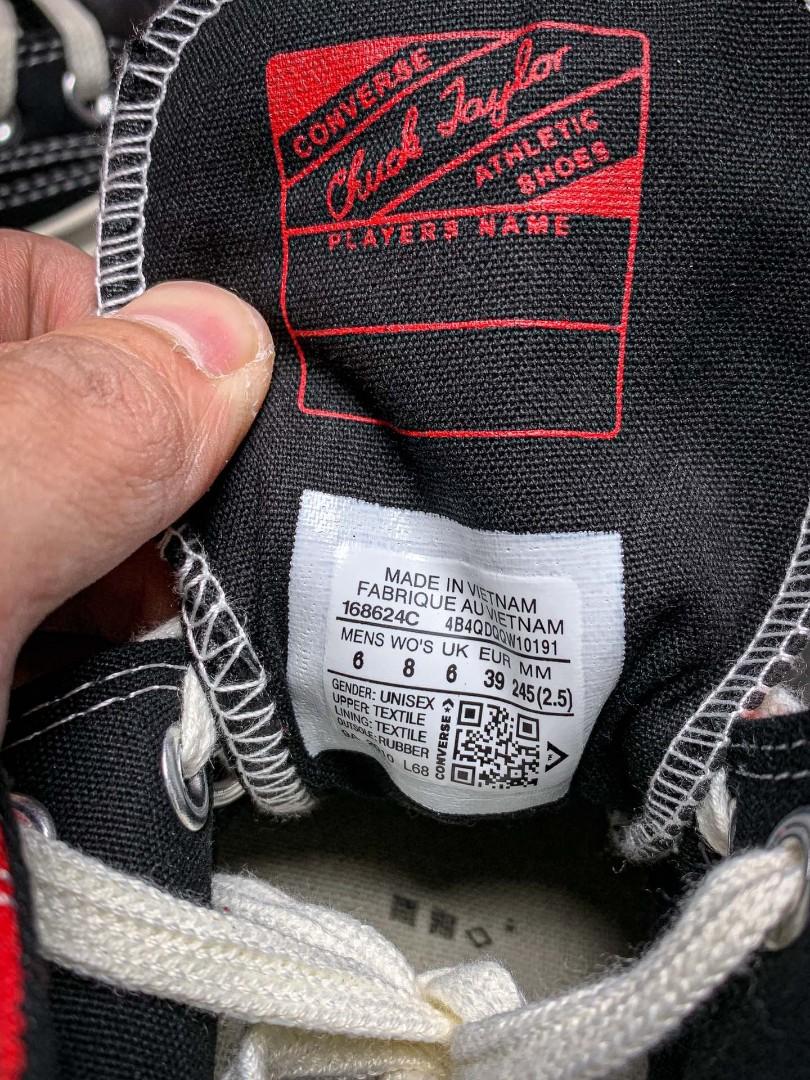 CONVERSE
Chuck Taylor
ATHLETIC
SHOES
PLAYERS NAME
MADE IN VIETNAM
FABRIQUE AU VIETNAM
168624C 4B4QDQQW10191
MENS WO'S UK EUR MM
6 8 6 39 245(2.5)
GENDER: UNISEX
UPPER: TEXTILE
LINING: TEXTILE
OUTSOLE: RUBBER
L68
CONVERSE